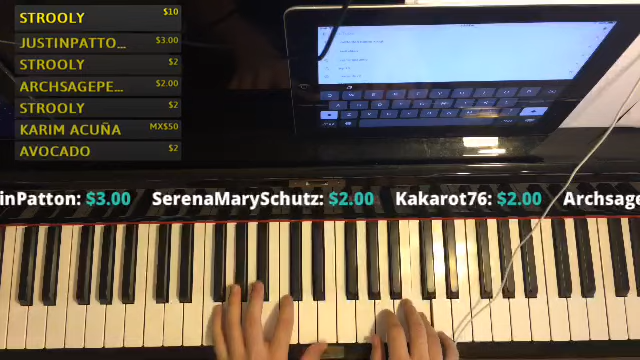 STROOLY $10
JUSTINPATTO... $3.00
STROOLY $2
ARCHSAGEPE... $2.00
STROOLY $2
KARIM ACUÑA MX$50
AVOCADO $2
inPatton: $3.00 SerenaMarySchutz: $2.00 Kakarot76: $2.00 Archsage